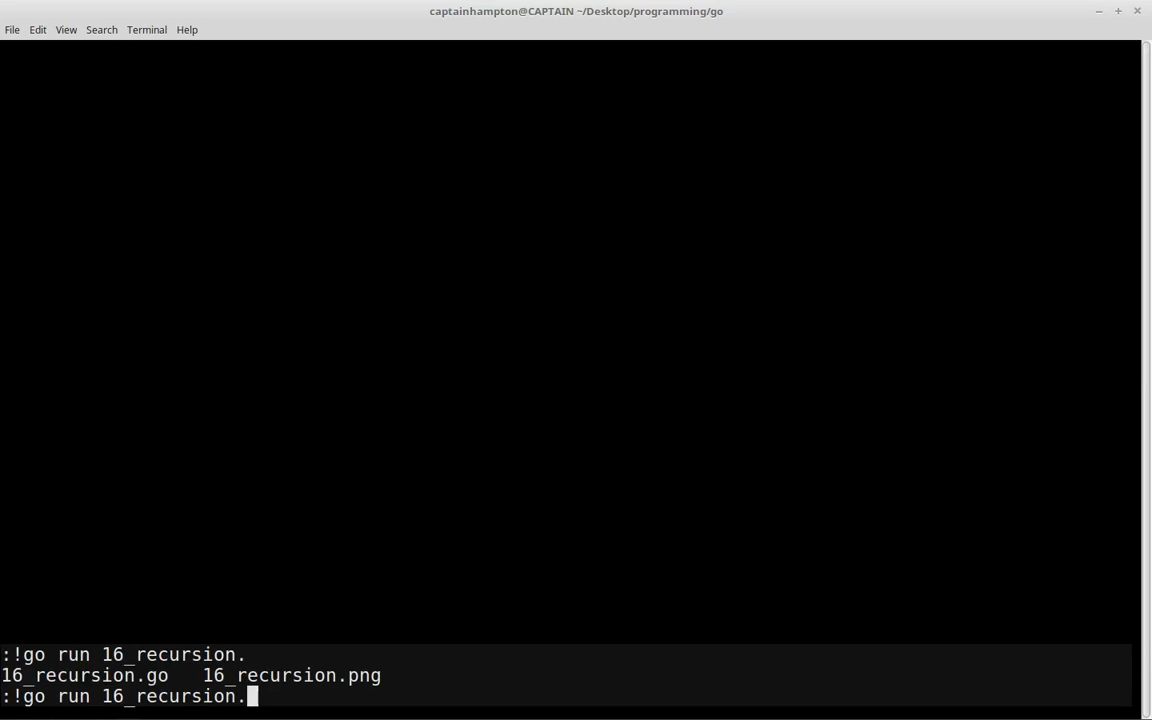 captainhampton@CAPTAIN ~/Desktop/programming/go
File Edit View Search Terminal Help
:!go run 16_recursion.
16_recursion.go 16_recursion.png
:!go run 16_recursion.